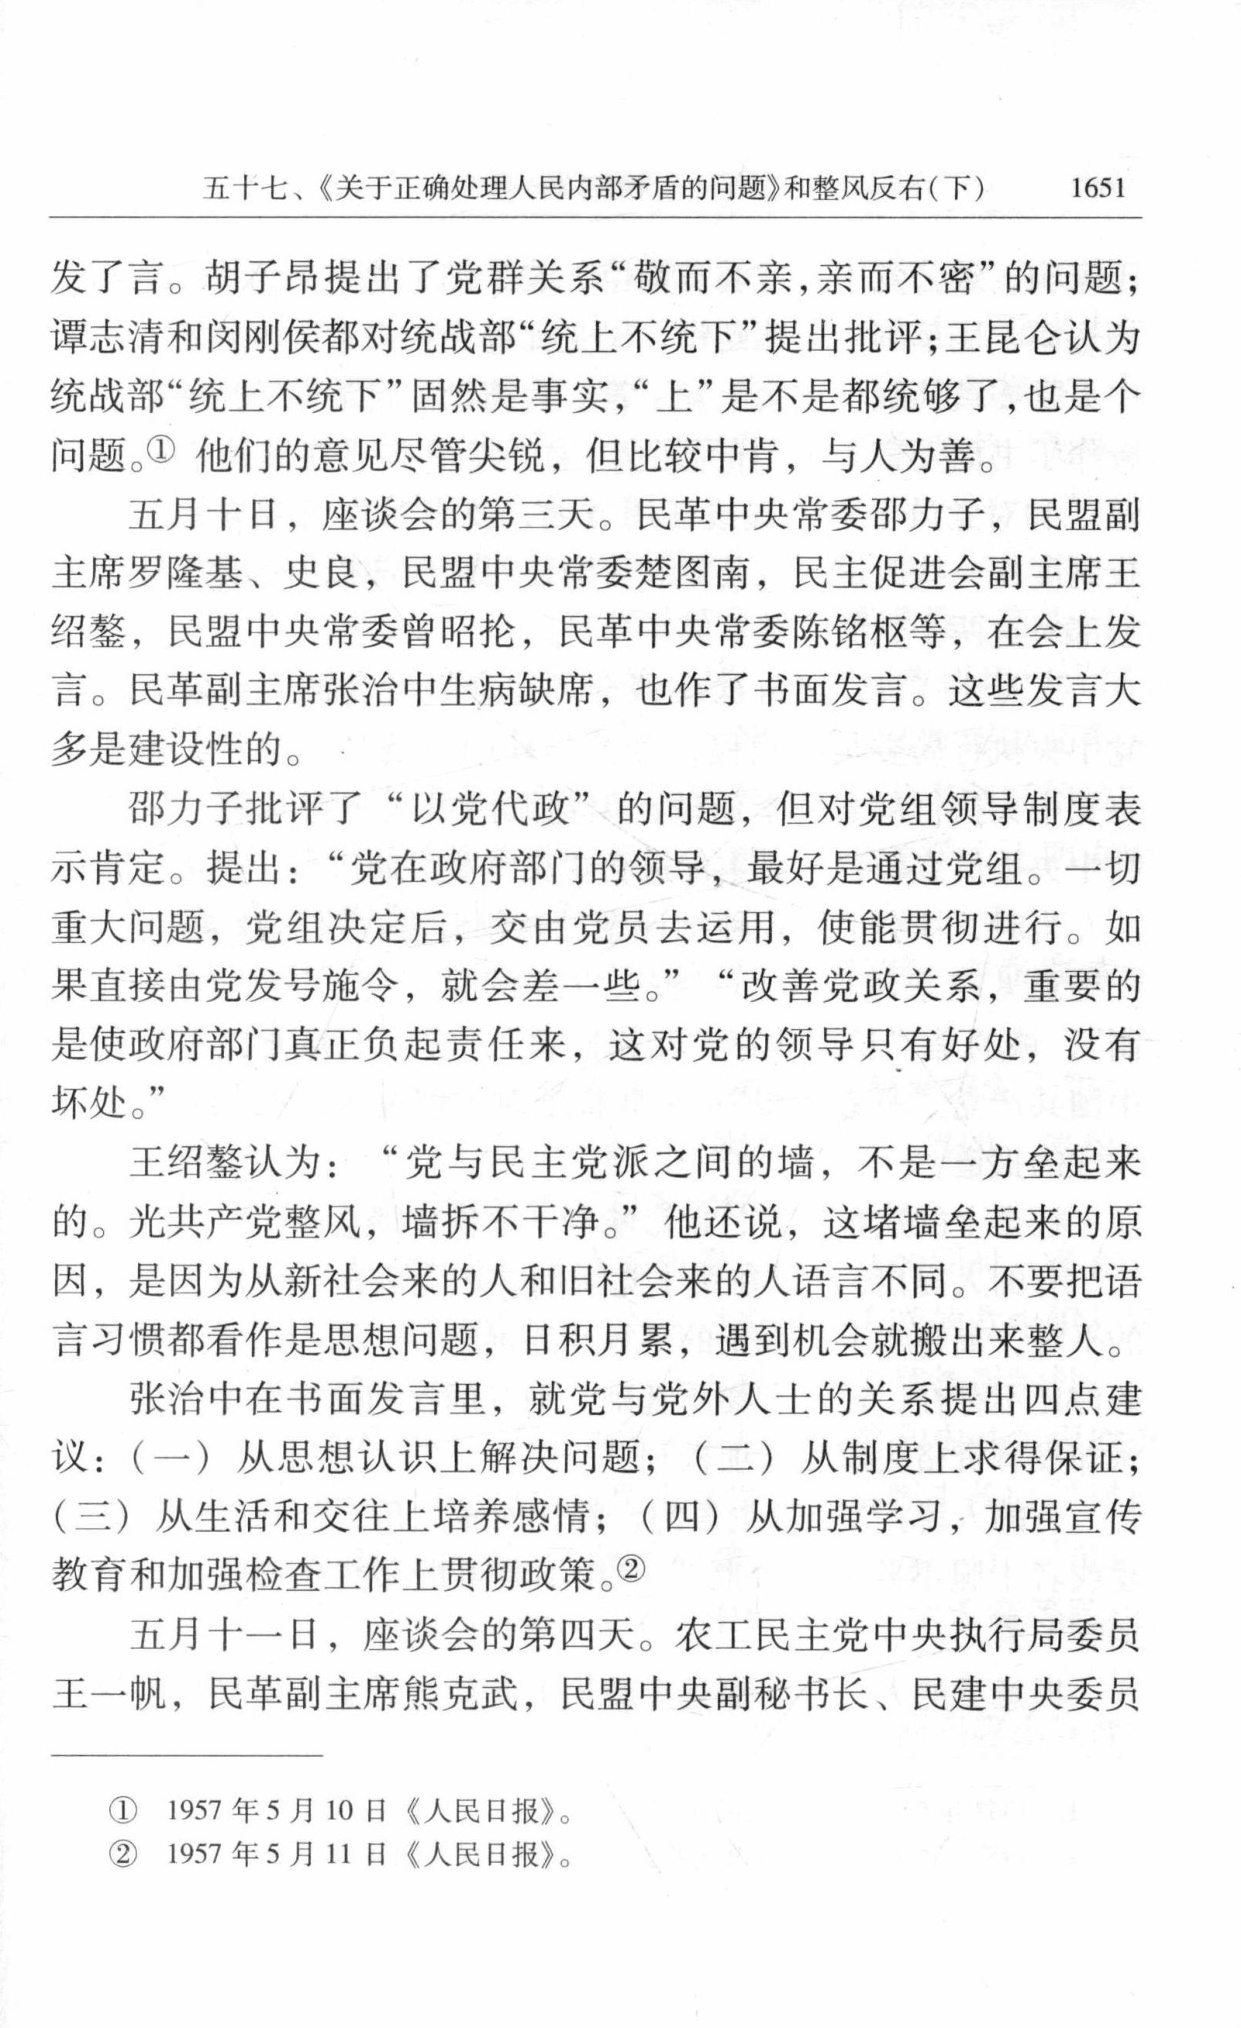 五十七、《关于正确处理人民内部矛盾的问题》和整风反右（下） 1651
发了言。胡子昂提出了党群关系“敬而不亲，亲而不密”的问题；
谭志清和闵刚侯都对统战部“统上不统下”提出批评；王昆仑认为
统战部“统上不统下”固然是事实，“上”是不是都统够了，也是个
问题。① 他们的意见尽管尖锐，但比较中肯，与人为善。
五月十日，座谈会的第三天。民革中央常委邵力子，民盟副
主席罗隆基、史良，民盟中央常委楚图南，民主促进会副主席王
绍鏊，民盟中央常委曾昭抡，民革中央常委陈铭枢等，在会上发
言。民革副主席张治中生病缺席，也作了书面发言。这些发言大
多是建设性的。
邵力子批评了“以党代政”的问题，但对党组领导制度表
示肯定。提出：“党在政府部门的领导，最好是通过党组。一切
重大问题，党组决定后，交由党员去运用，使能贯彻进行。如
果直接由党发号施令，就会差一些。”“改善党政关系，重要的
是使政府部门真正负起责任来，这对党的领导只有好处，没有
坏处。”
王绍鏊认为：“党与民主党派之间的墙，不是一方垒起来
的。光共产党整风，墙拆不干净。”他还说，这堵墙垒起来的原
因，是因为从新社会来的人和旧社会来的人语言不同。不要把语
言习惯都看作是思想问题，日积月累，遇到机会就搬出来整人。
张治中在书面发言里，就党与党外人士的关系提出四点建
议：（一）从思想认识上解决问题；（二）从制度上求得保证；
（三）从生活和交往上培养感情；（四）从加强学习，加强宣传
教育和加强检查工作上贯彻政策。②
五月十一日，座谈会的第四天。农工民主党中央执行局委员
王一帆，民革副主席熊克武，民盟中央副秘书长、民建中央委员
① 1957 年 5 月 10 日《人民日报》。
② 1957 年 5 月 11 日《人民日报》。